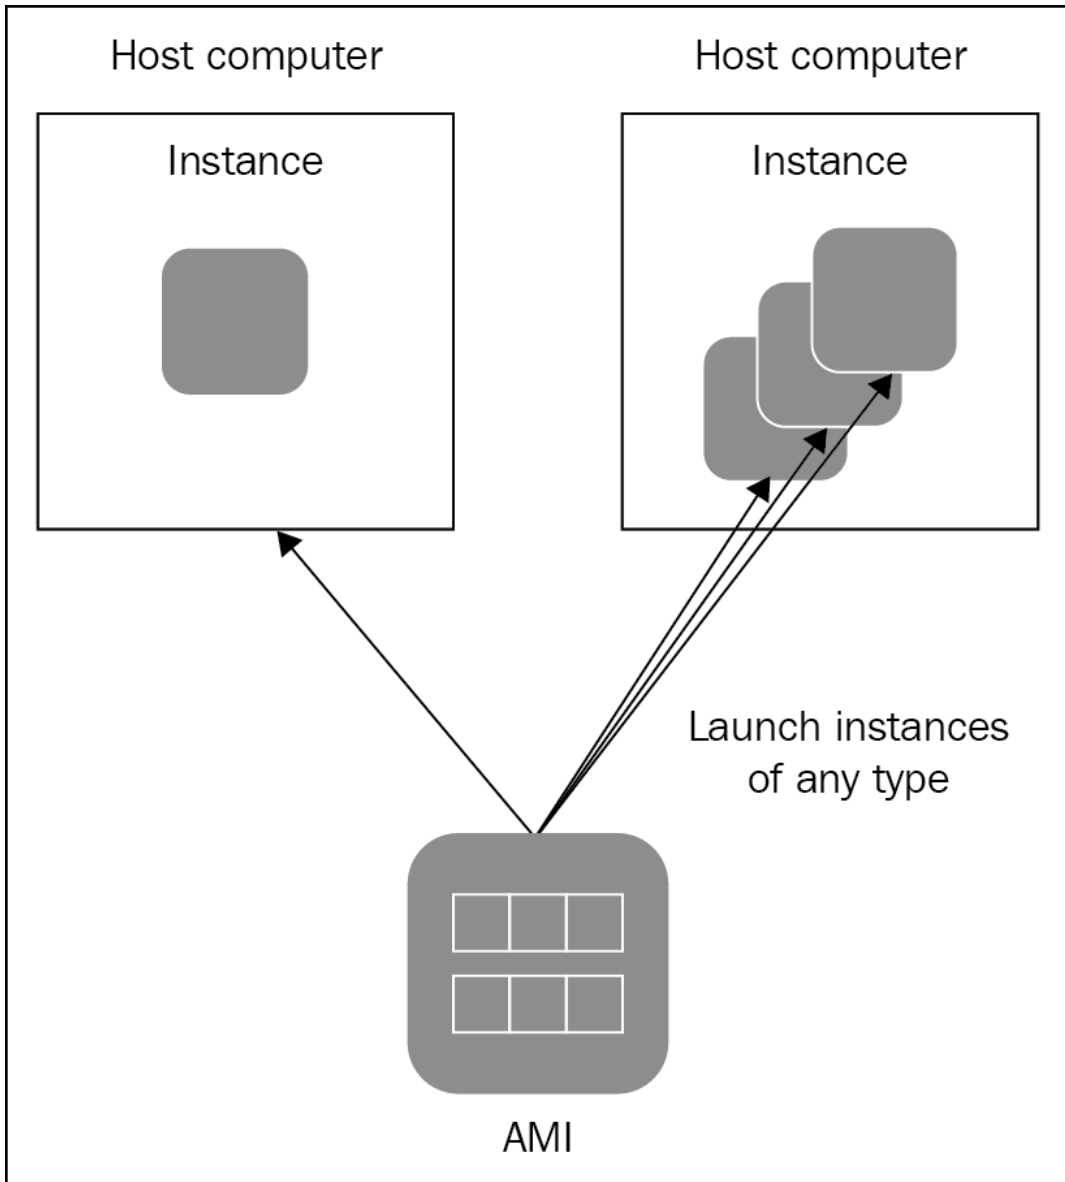 Host computer
Host computer
Instance
Instance
Launch instances
of any type
AMI